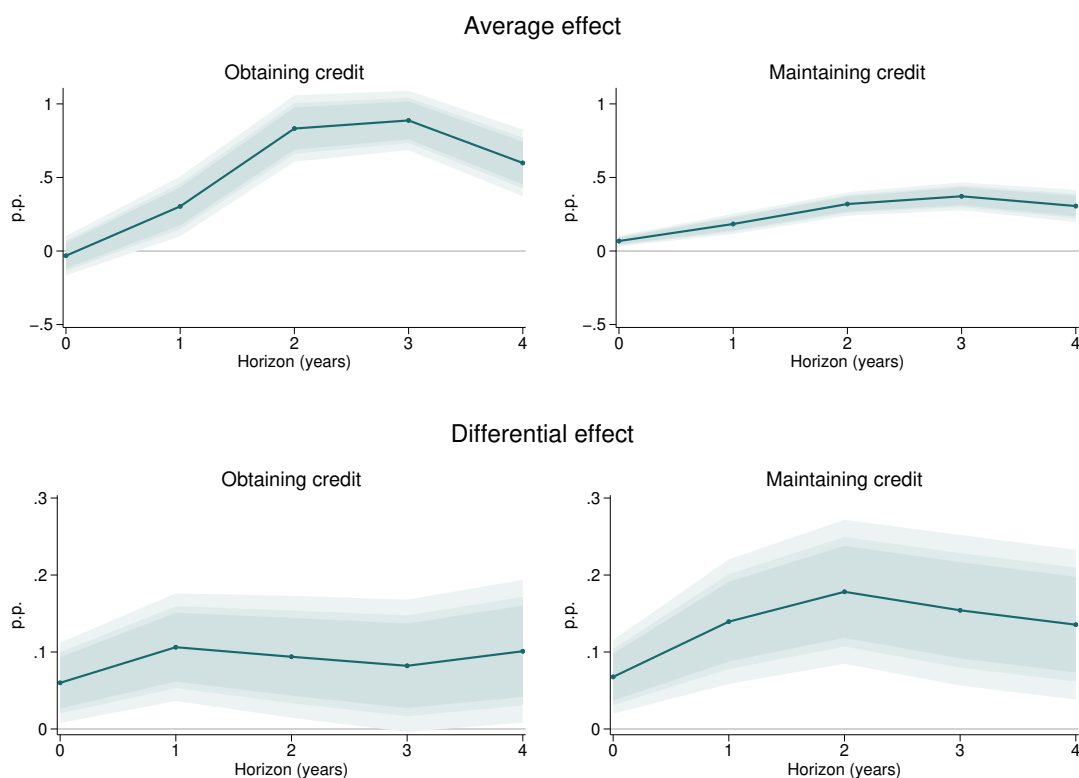 Average effect
Obtaining credit
1
.5
0
−.5
p.p.
0 1 2 3 4
Horizon (years)
Maintaining credit
1
.5
0
−.5
p.p.
0 1 2 3 4
Horizon (years)
Differential effect
Obtaining credit
.3
.2
.1
0
p.p.
0 1 2 3 4
Horizon (years)
Maintaining credit
.3
.2
.1
0
p.p.
0 1 2 3 4
Horizon (years)